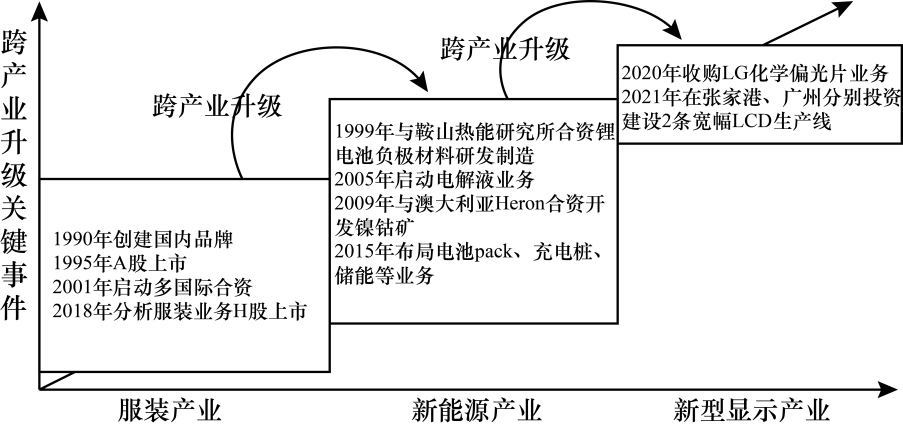 跨产业升级关键事件
跨产业升级
跨产业升级
1990年创建国内品牌
1995年A股上市
2001年启动多国际合资
2018年分析服装业务H股上市
1999年与鞍山热能研究所合资锂
电池负极材料研发制造
2005年启动电解液业务
2009年与澳大利亚Heron合资开
发镍钴矿
2015年布局电池pack、充电桩、
储能等业务
2020年收购LG化学偏光片业务
2021年在张家港、广州分别投资
建设2条宽幅LCD生产线
服装产业
新能源产业
新型显示产业